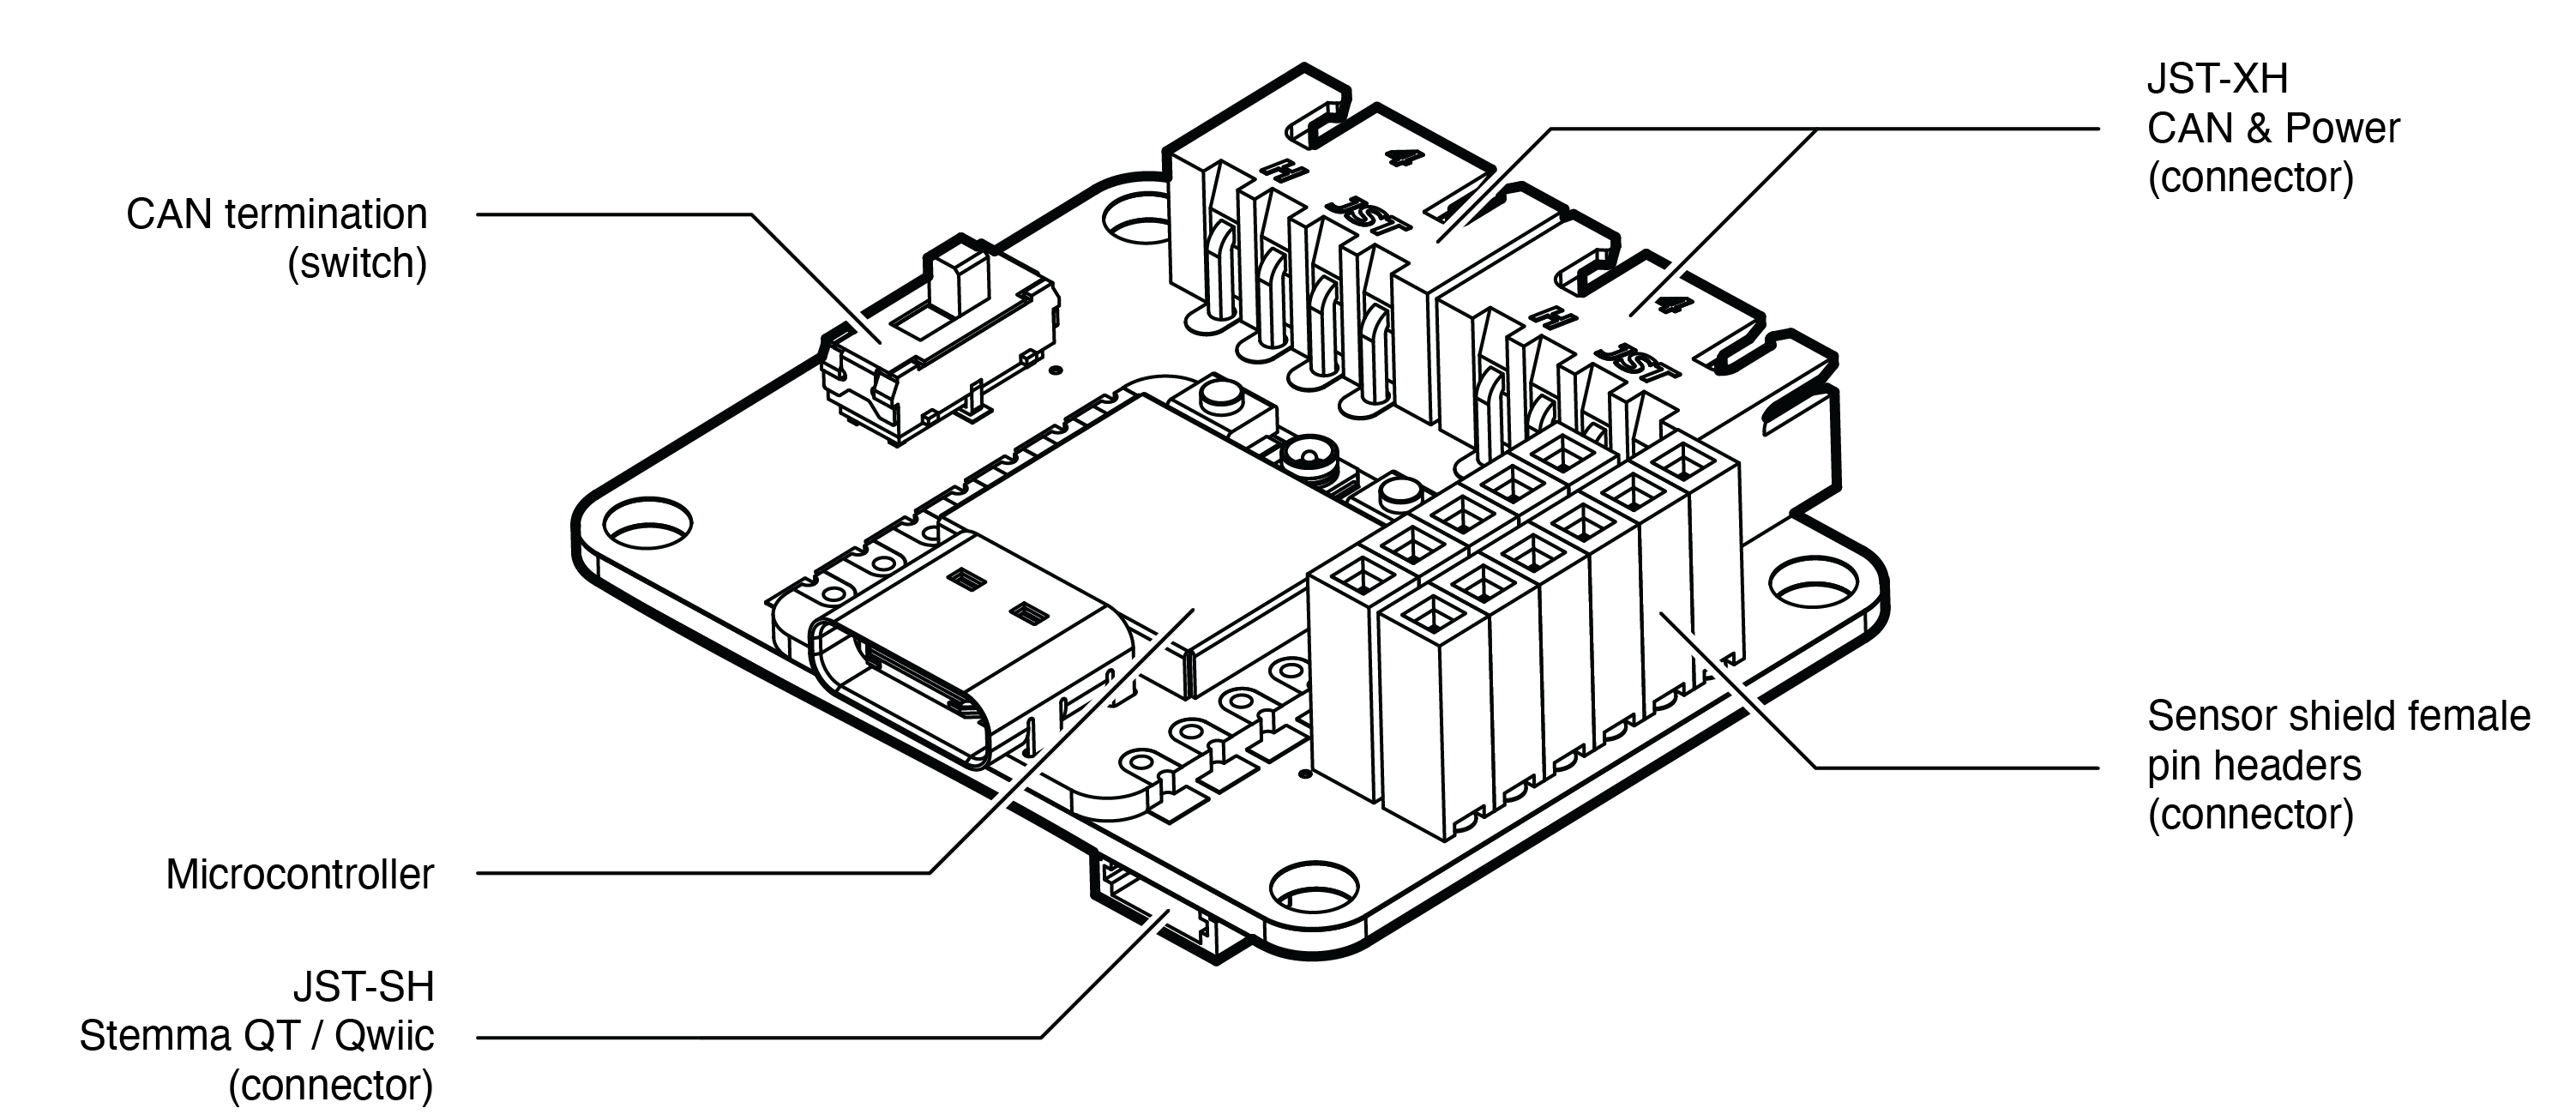 JST-XH
CAN & Power
(connector)
CAN termination
(switch)
4
H
JST
4
H
JST
Sensor shield female
pin headers
(connector)
Microcontroller
JST-SH
Stemma QT / Qwiic
(connector)